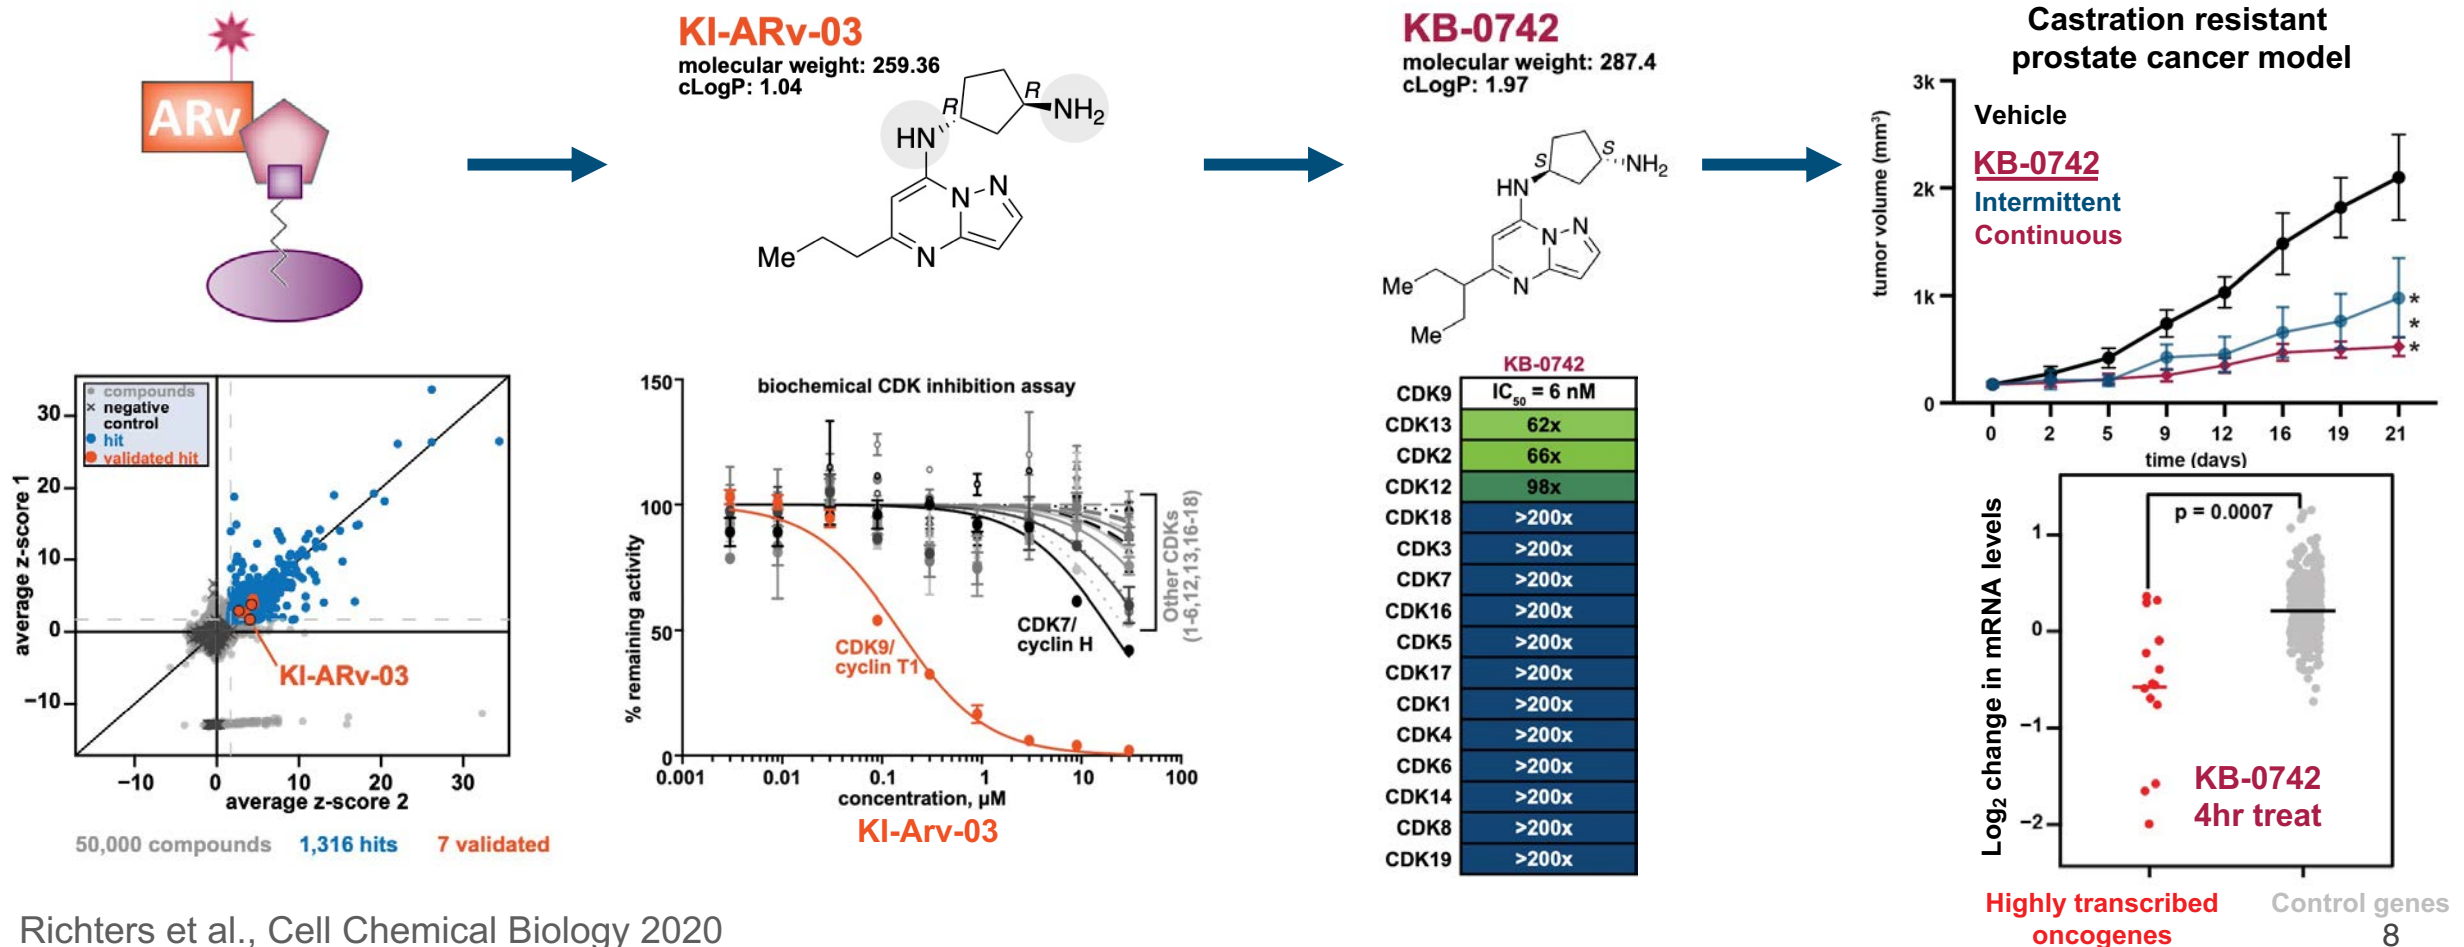 ARv
KI-ARv-03
molecular weight: 259.36
cLogP: 1.04
R
R
NH2
HN
N
N
N
Me
KB-0742
molecular weight: 287.4
cLogP: 1.97
S
S
NH2
HN
N
N
N
Me
Me
Castration resistant
prostate cancer model
3k
2k
1k
0
tumor volume (mm³)
Vehicle
KB-0742
Intermittent
Continuous
*
*
*
0 2 5 9 12 16 19 21
time (days)
compounds
× negative
control
hit
validated hit
30
20
10
0
−10
average z-score 1
KI-ARv-03
−10 0 10 20 30
average z-score 2
50,000 compounds 1,316 hits 7 validated
biochemical CDK inhibition assay
150
100
50
0
% remaining activity
CDK9/
cyclin T1
CDK7/
cyclin H
Other CDKs
(1-6,12,13,16-18)
0.001 0.01 0.1 1 10 100
concentration, µM
KI-Arv-03
KB-0742
CDK9 IC50 = 6 nM
CDK13 62x
CDK2 66x
CDK12 98x
CDK18 >200x
CDK3 >200x
CDK7 >200x
CDK16 >200x
CDK5 >200x
CDK17 >200x
CDK1 >200x
CDK4 >200x
CDK6 >200x
CDK14 >200x
CDK8 >200x
CDK19 >200x
p = 0.0007
1
0
−1
−2
Log2 change in mRNA levels
KB-0742
4hr treat
Highly transcribed
oncogenes
Control genes
Richters et al., Cell Chemical Biology 2020
8